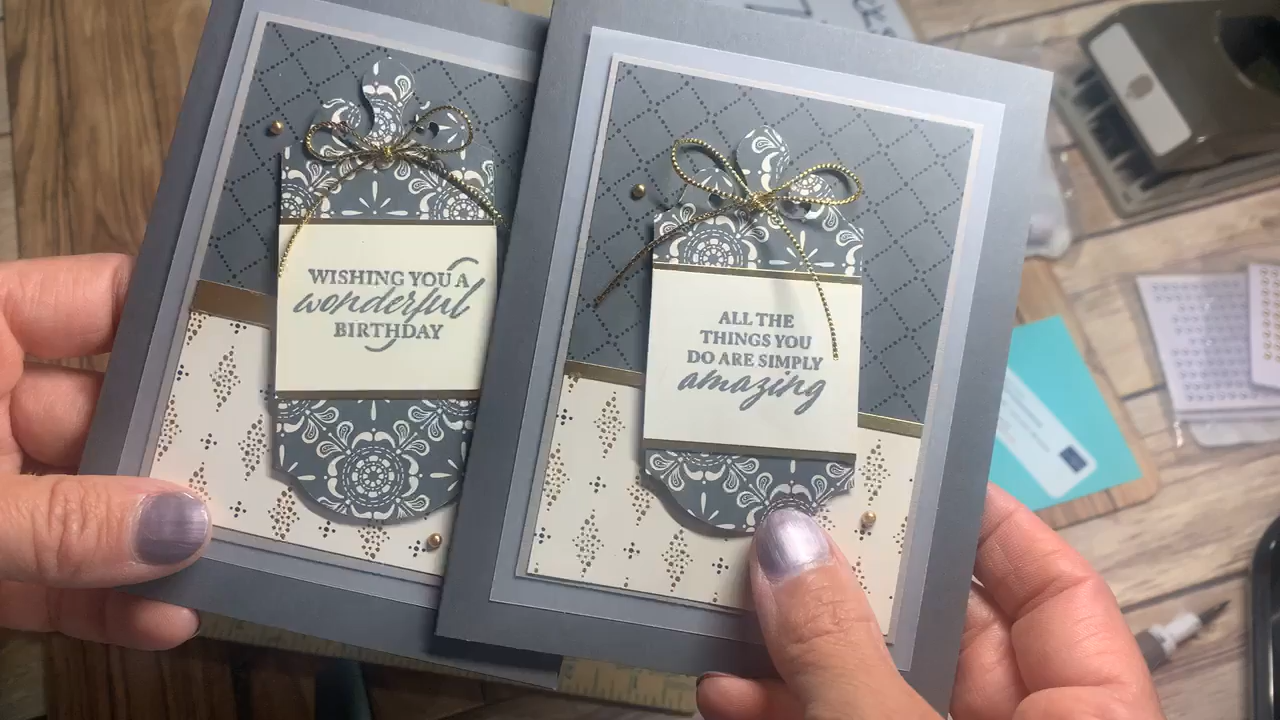 WISHING YOU A
wonderful
BIRTHDAY
ALL THE
THINGS YOU
DO ARE SIMPLY
amazing